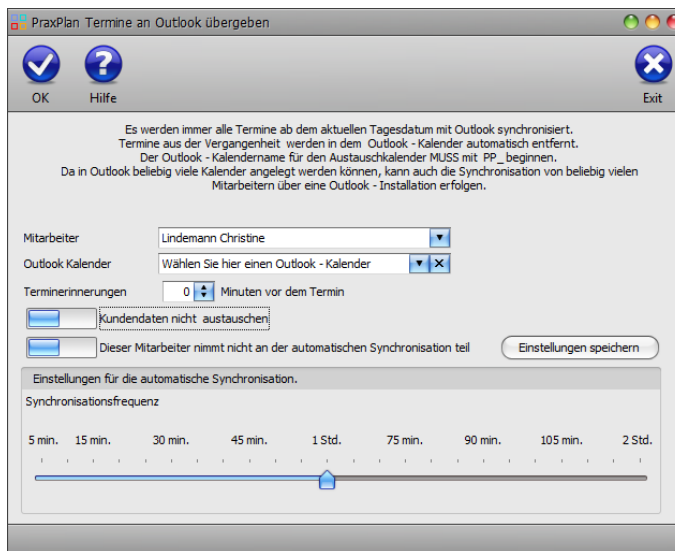 PraxPlan Termine an Outlook übergeben
OK
Hilfe
Exit
Es werden immer alle Termine ab dem aktuellen Tagesdatum mit Outlook synchronisiert.
Termine aus der Vergangenheit werden in dem Outlook - Kalender automatisch entfernt.
Der Outlook - Kalendername für den Austauschkalender MUSS mit PP_ beginnen.
Da in Outlook beliebig viele Kalender angelegt werden können, kann auch die Synchronisation von beliebig vielen
Mitarbeitern über eine Outlook - Installation erfolgen.
Mitarbeiter Lindemann Christine
Outlook Kalender Wählen Sie hier einen Outlook - Kalender
Terminerinnerungen 0 Minuten vor dem Termin
Kundendaten nicht austauschen
Dieser Mitarbeiter nimmt nicht an der automatischen Synchronisation teil Einstellungen speichern
Einstellungen für die automatische Synchronisation.
Synchronisationsfrequenz
5 min. 15 min. 30 min. 45 min. 1 Std. 75 min. 90 min. 105 min. 2 Std.